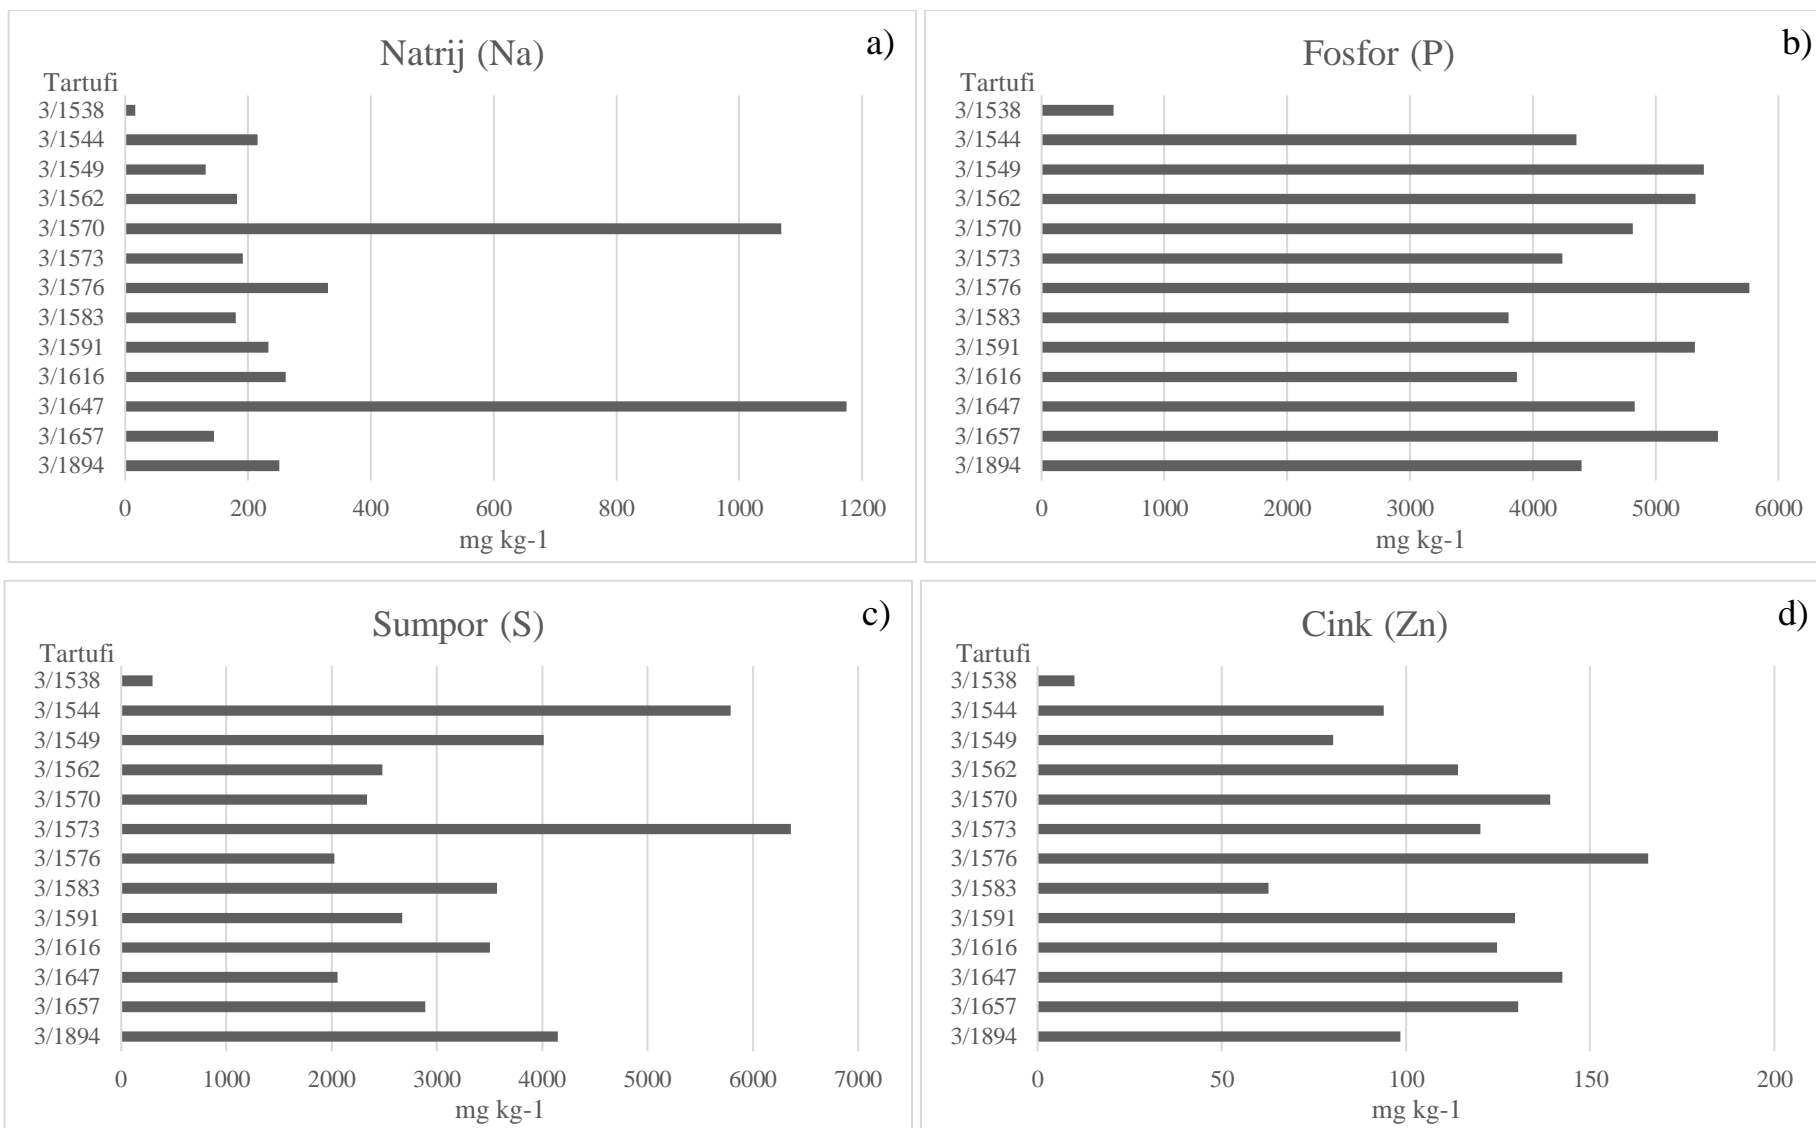 Natrij (Na)
a)
Tartufi
3/1538
3/1544
3/1549
3/1562
3/1570
3/1573
3/1576
3/1583
3/1591
3/1616
3/1647
3/1657
3/1894
0 200 400 600 800 1000 1200
mg kg-1
Fosfor (P)
b)
Tartufi
3/1538
3/1544
3/1549
3/1562
3/1570
3/1573
3/1576
3/1583
3/1591
3/1616
3/1647
3/1657
3/1894
0 1000 2000 3000 4000 5000 6000
mg kg-1
Sumpor (S)
c)
Tartufi
3/1538
3/1544
3/1549
3/1562
3/1570
3/1573
3/1576
3/1583
3/1591
3/1616
3/1647
3/1657
3/1894
0 1000 2000 3000 4000 5000 6000 7000
mg kg-1
Cink (Zn)
d)
Tartufi
3/1538
3/1544
3/1549
3/1562
3/1570
3/1573
3/1576
3/1583
3/1591
3/1616
3/1647
3/1657
3/1894
0 50 100 150 200
mg kg-1